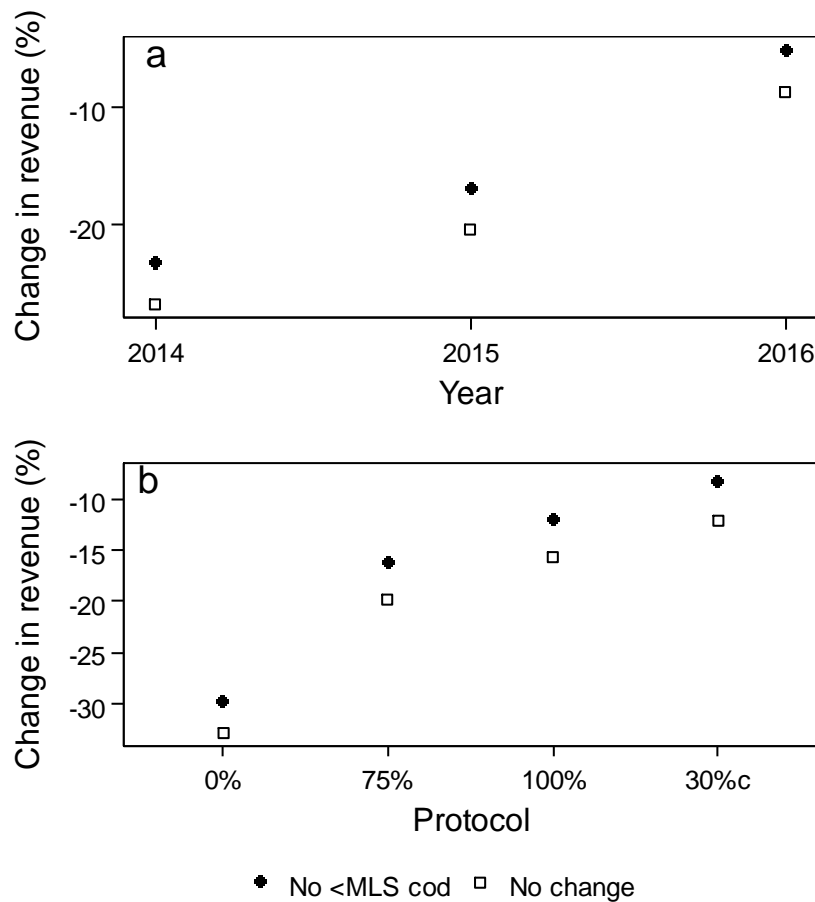 a
Change in revenue (%)
-10
-20
2014 2015 2016
Year
b
Change in revenue (%)
-10
-15
-20
-25
-30
0% 75% 100% 30%c
Protocol
No <MLS cod No change